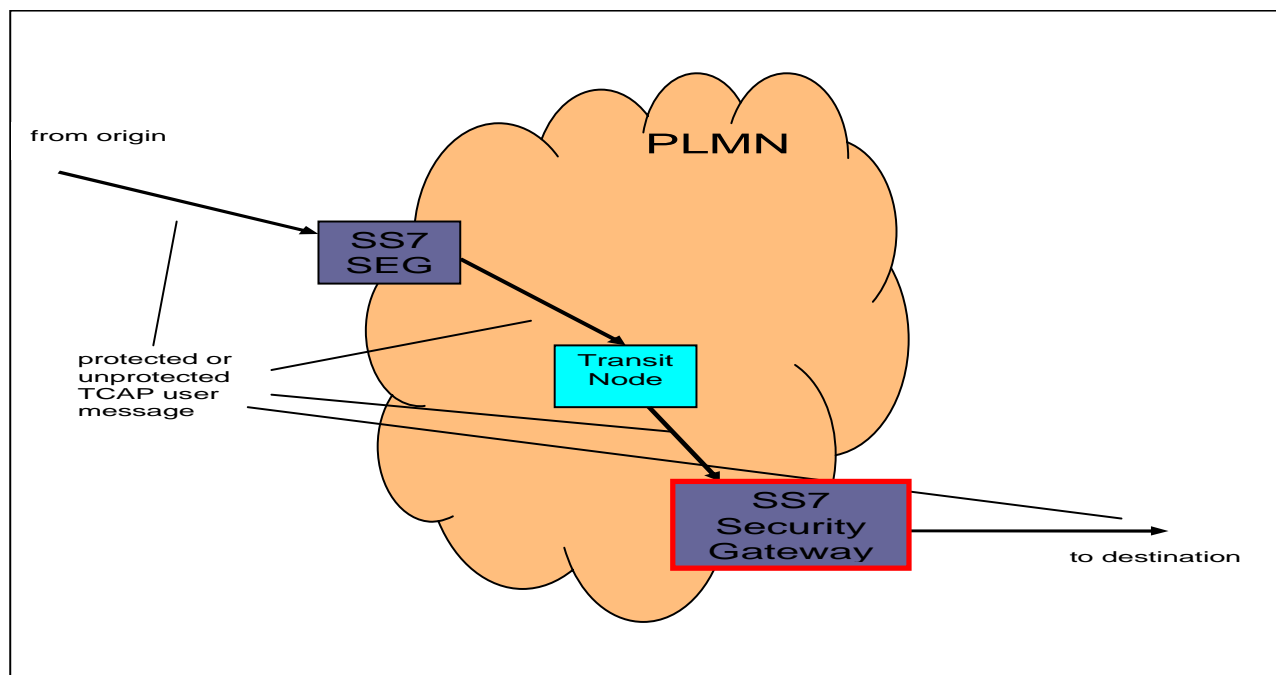 from origin
PLMN
SS7
SEG
protected or
unprotected
TCAP user
message
Transit
Node
SS7
Security
Gateway
to destination